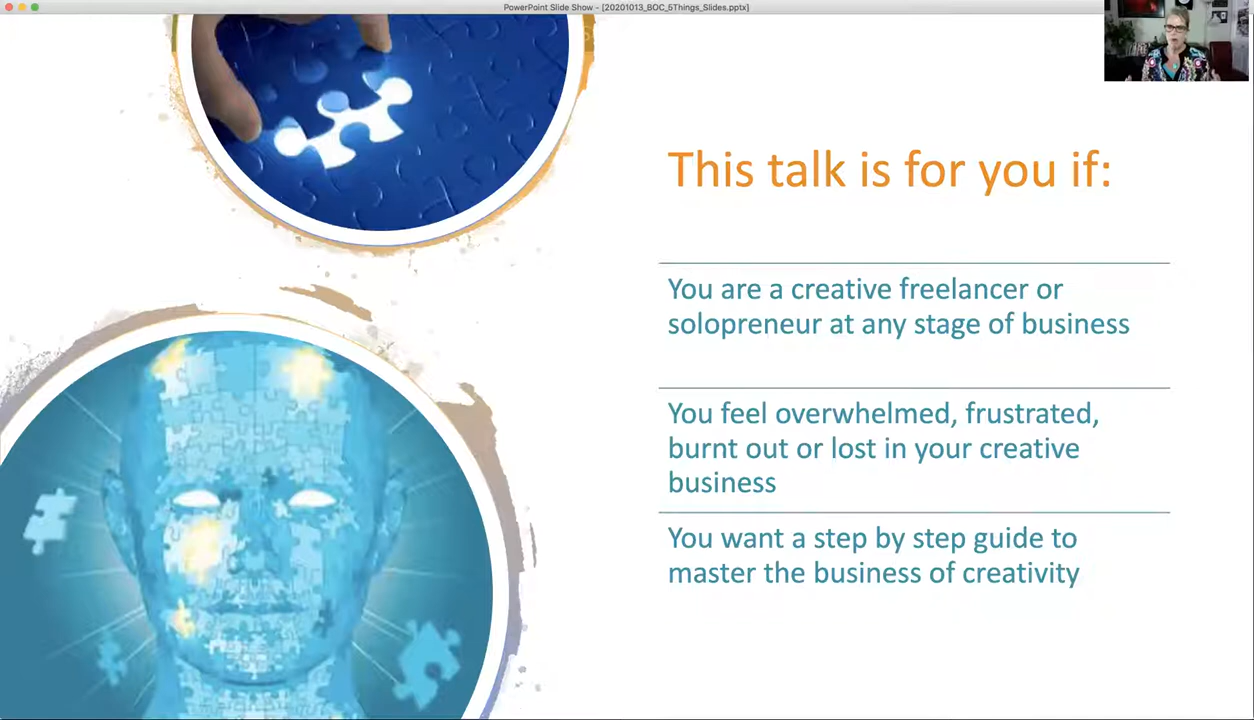 PowerPoint Slide Show - [20201013_BOC_5Things_Slides.pptx]
This talk is for you if:
You are a creative freelancer or
solopreneur at any stage of business
You feel overwhelmed, frustrated,
burnt out or lost in your creative
business
You want a step by step guide to
master the business of creativity